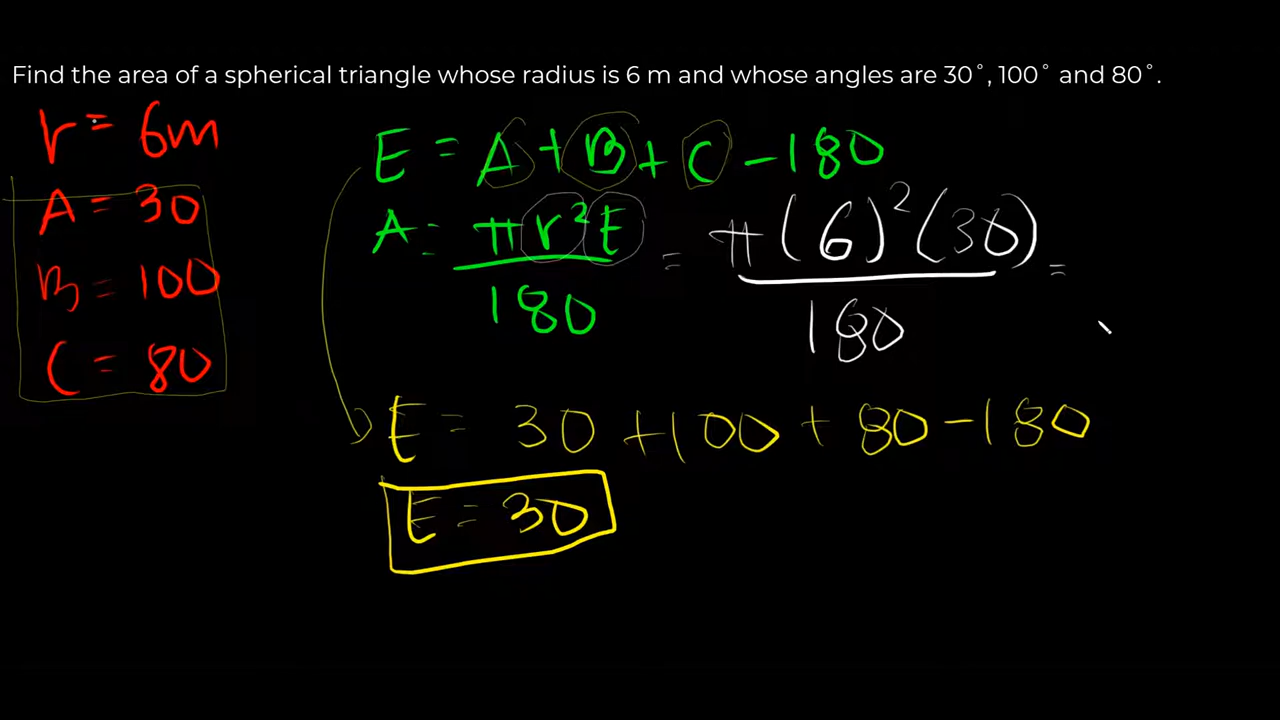 Find the area of a spherical triangle whose radius is 6 m and whose angles are 30˚, 100˚ and 80˚.
r = 6m
A = 30
B = 100
C = 80
E = A + B + C - 180
A = πr²E / 180 = π(6)²(30) / 180 =
E = 30 + 100 + 80 - 180
E = 30